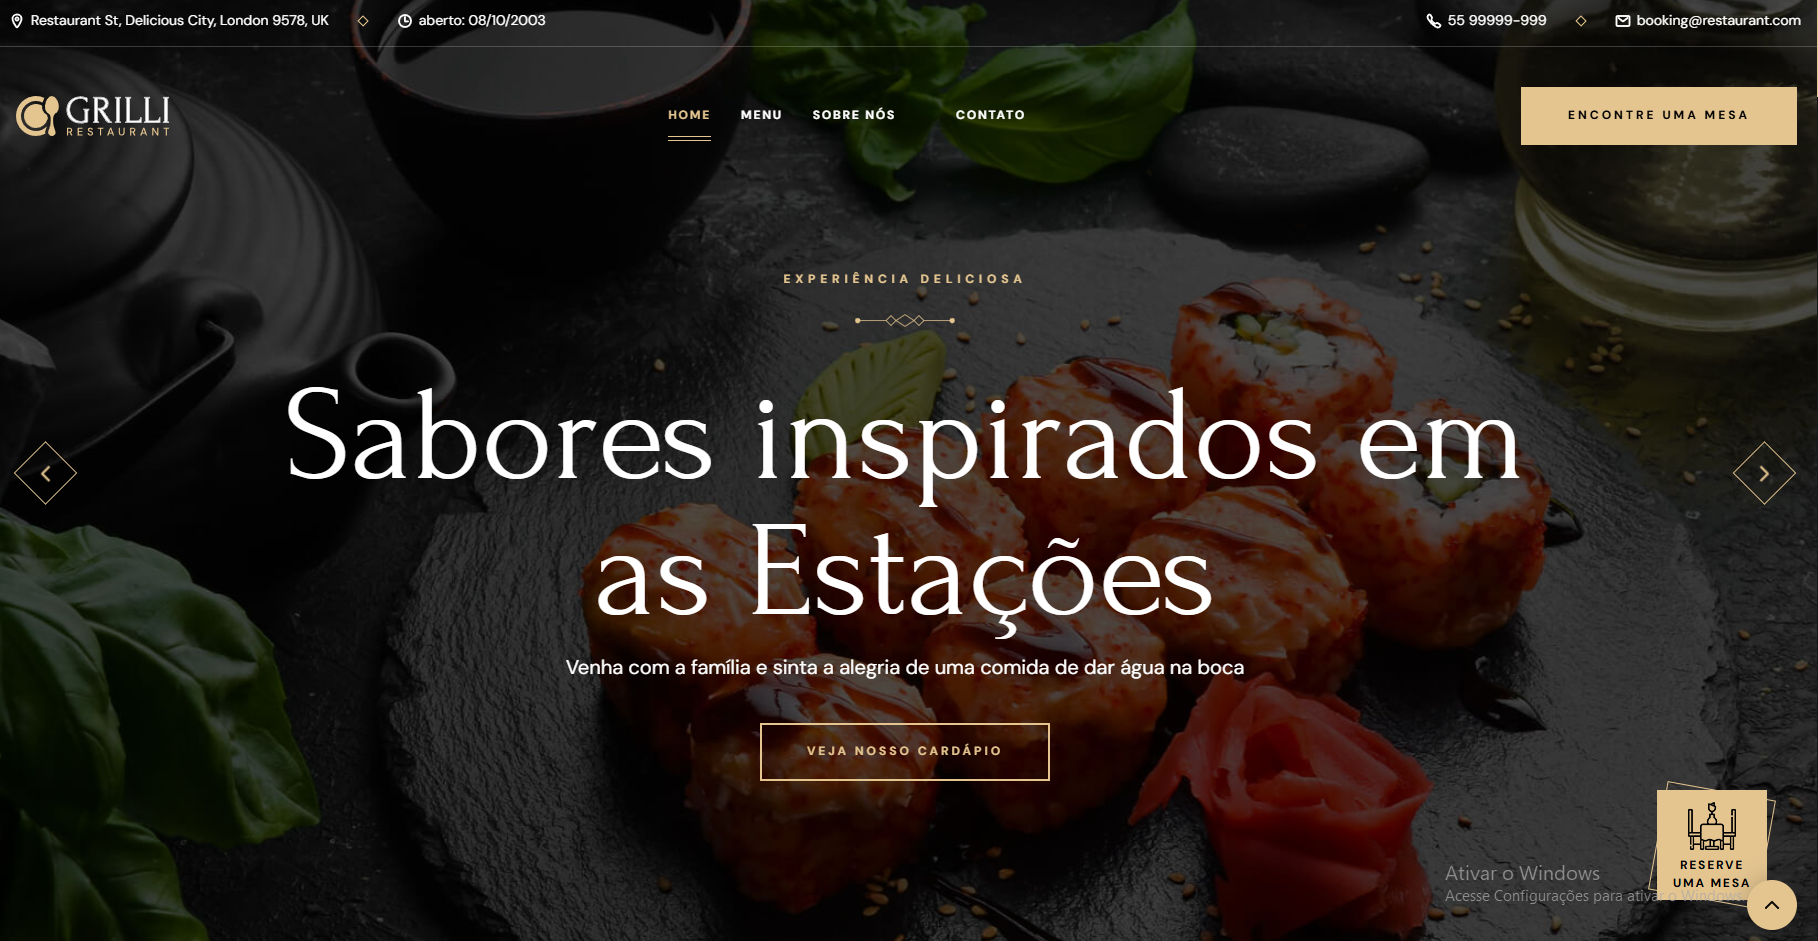 Restaurant St, Delicious City, London 9578, UK
aberto: 08/10/2003
55 99999-999
booking@restaurant.com
GRILLI
RESTAURANT
HOME
MENU
SOBRE NÓS
CONTATO
ENCONTRE UMA MESA
EXPERIÊNCIA DELICIOSA
Sabores inspirados em
as Estações
Venha com a família e sinta a alegria de uma comida de dar água na boca
VEJA NOSSO CARDÁPIO
RESERVE
UMA MESA
Ativar o Windows
Acesse Configurações para ativar o Windows.